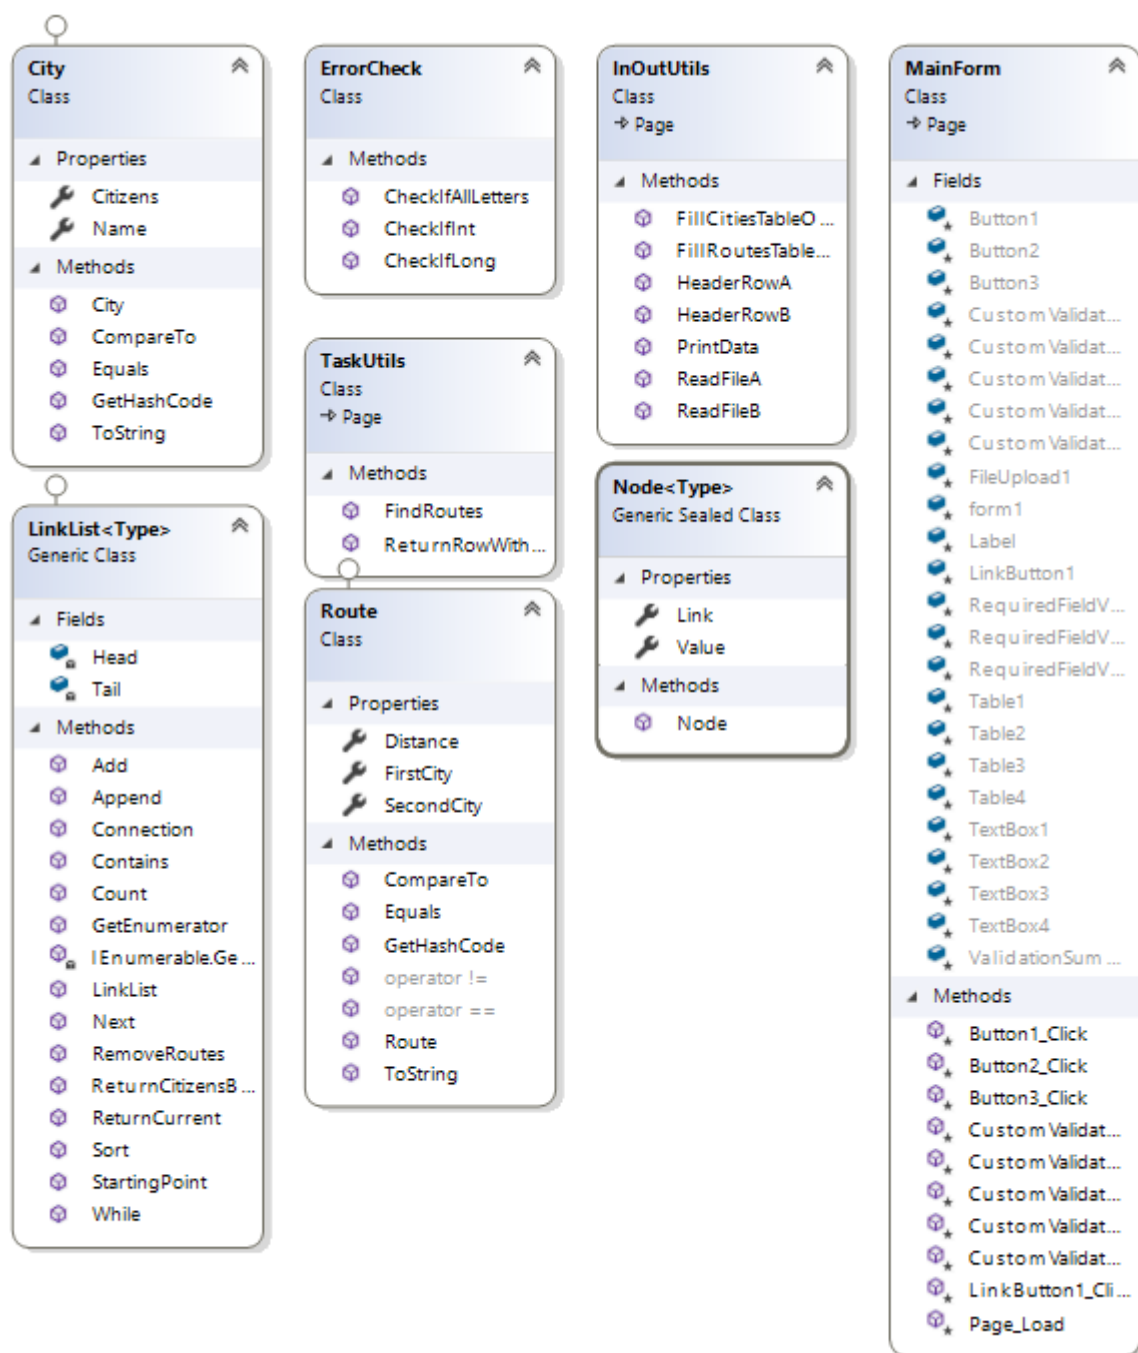 City
Class
Properties
Citizens
Name
Methods
City
CompareTo
Equals
GetHashCode
ToString
LinkList<Type>
Generic Class
Fields
Head
Tail
Methods
Add
Append
Connection
Contains
Count
GetEnumerator
IEnumerable.Ge...
LinkList
Next
RemoveRoutes
ReturnCitizensB...
ReturnCurrent
Sort
StartingPoint
While
ErrorCheck
Class
Methods
CheckIfAllLetters
CheckIfInt
CheckIfLong
TaskUtils
Class
Page
Methods
FindRoutes
ReturnRowWith...
Route
Class
Properties
Distance
FirstCity
SecondCity
Methods
CompareTo
Equals
GetHashCode
operator !=
operator ==
Route
ToString
InOutUtils
Class
Page
Methods
FillCitiesTableO...
FillRoutesTable...
HeaderRowA
HeaderRowB
PrintData
ReadFileA
ReadFileB
Node<Type>
Generic Sealed Class
Properties
Link
Value
Methods
Node
MainForm
Class
Page
Fields
Button1
Button2
Button3
CustomValidat...
CustomValidat...
CustomValidat...
CustomValidat...
CustomValidat...
FileUpload1
form1
Label
LinkButton1
RequiredFieldV...
RequiredFieldV...
RequiredFieldV...
Table1
Table2
Table3
Table4
TextBox1
TextBox2
TextBox3
TextBox4
ValidationSum...
Methods
Button1_Click
Button2_Click
Button3_Click
CustomValidat...
CustomValidat...
CustomValidat...
CustomValidat...
CustomValidat...
LinkButton1_Cli...
Page_Load